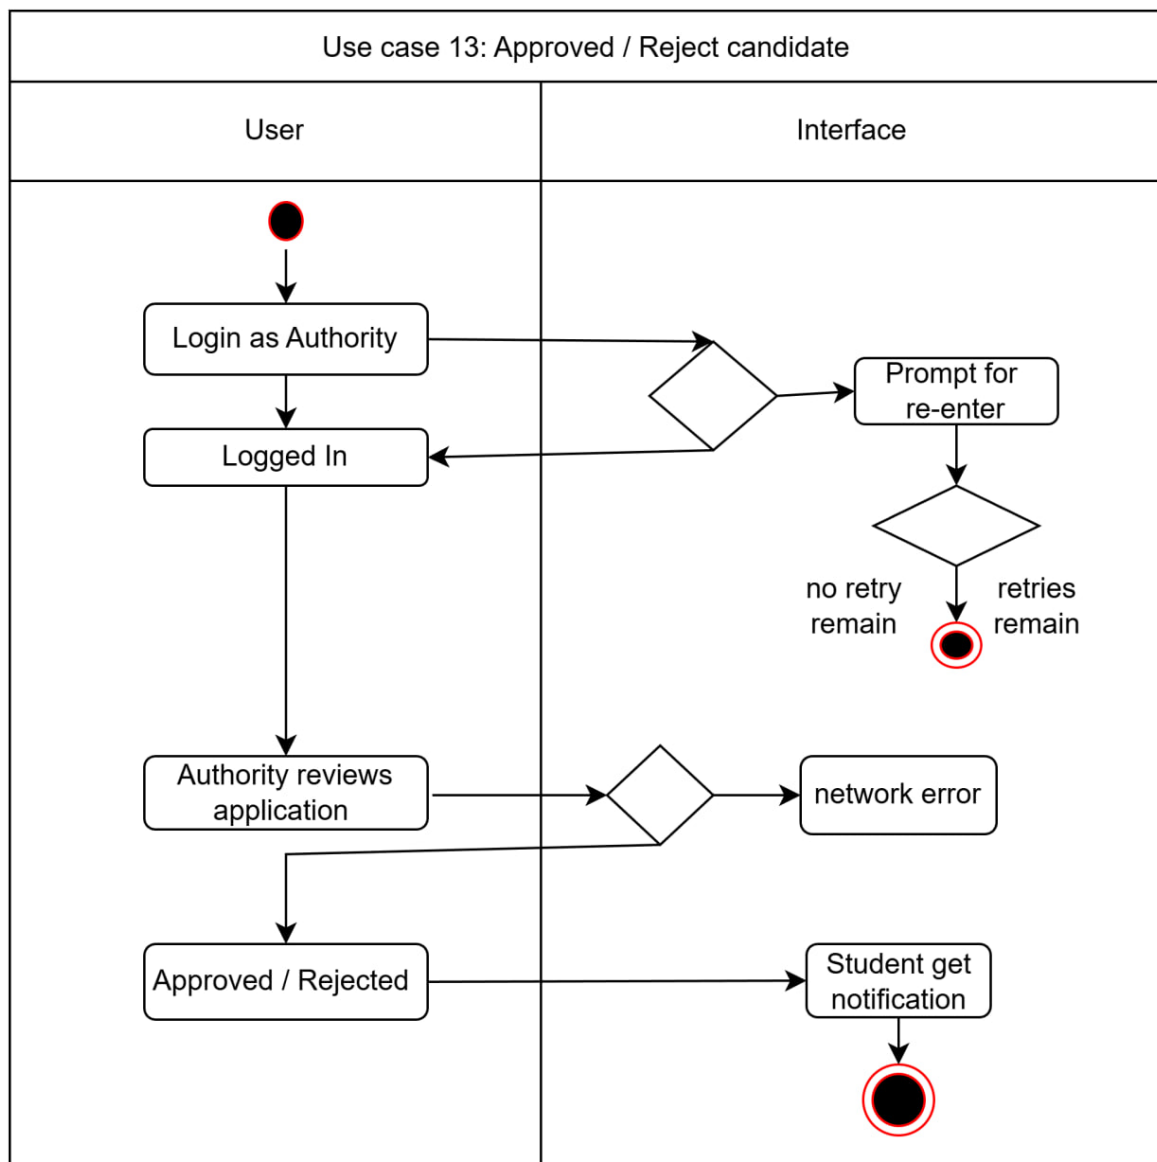 Use case 13: Approved / Reject candidate
User
Interface
Login as Authority
Prompt for
re-enter
Logged In
no retry
remain
retries
remain
Authority reviews
application
network error
Approved / Rejected
Student get
notification